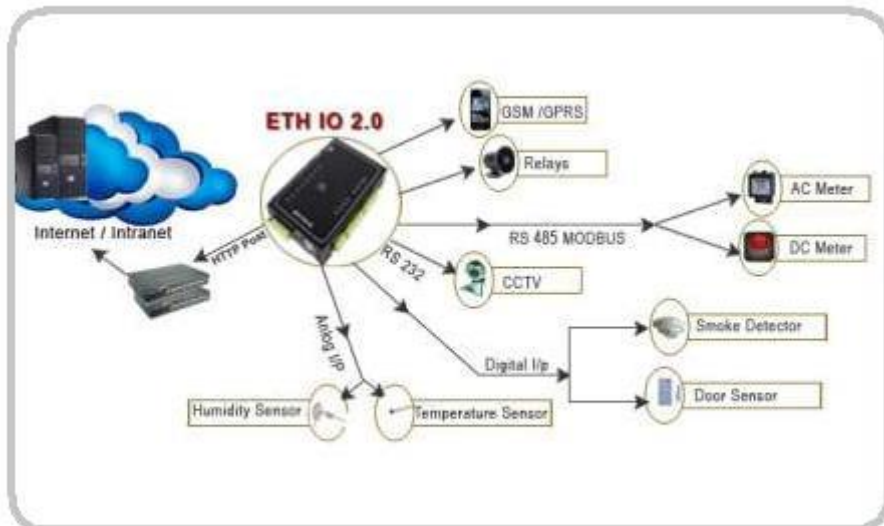 ETH IO 2.0
GSM /GPRS
Relays
AC Meter
Internet / Intranet
HTTP Post
RS 485 MODBUS
DC Meter
RS 232
CCTV
Anlog I/P
Digital I/p
Smoke Detector
Humidity Sensor
Temperature Sensor
Door Sensor